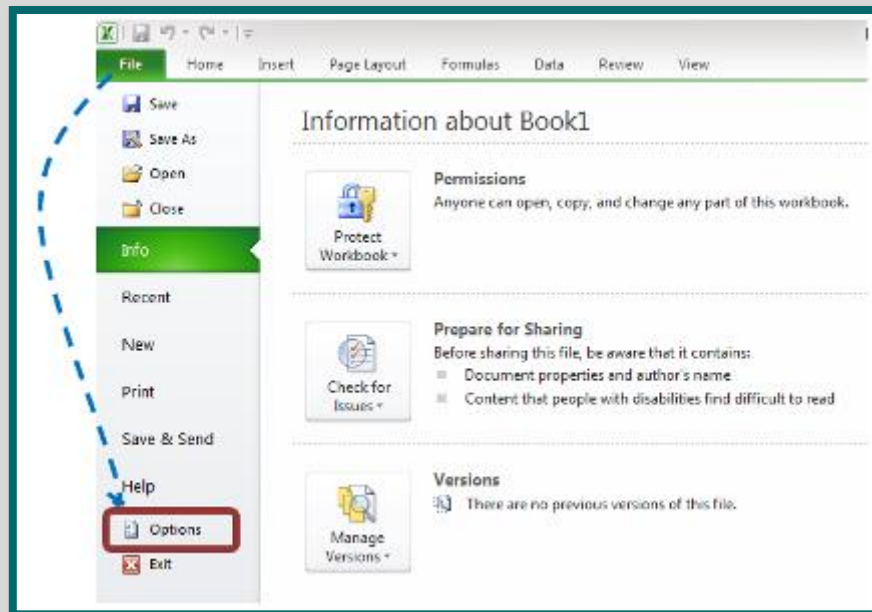 File Home Insert Page Layout Formulas Data Review View
Save
Save As
Open
Close
Info
Recent
New
Print
Save & Send
Help
Options
Exit
Information about Book1
Protect
Workbook
Permissions
Anyone can open, copy, and change any part of this workbook.
Check for
Issues
Prepare for Sharing
Before sharing this file, be aware that it contains:
Document properties and author's name
Content that people with disabilities find difficult to read
Manage
Versions
Versions
There are no previous versions of this file.